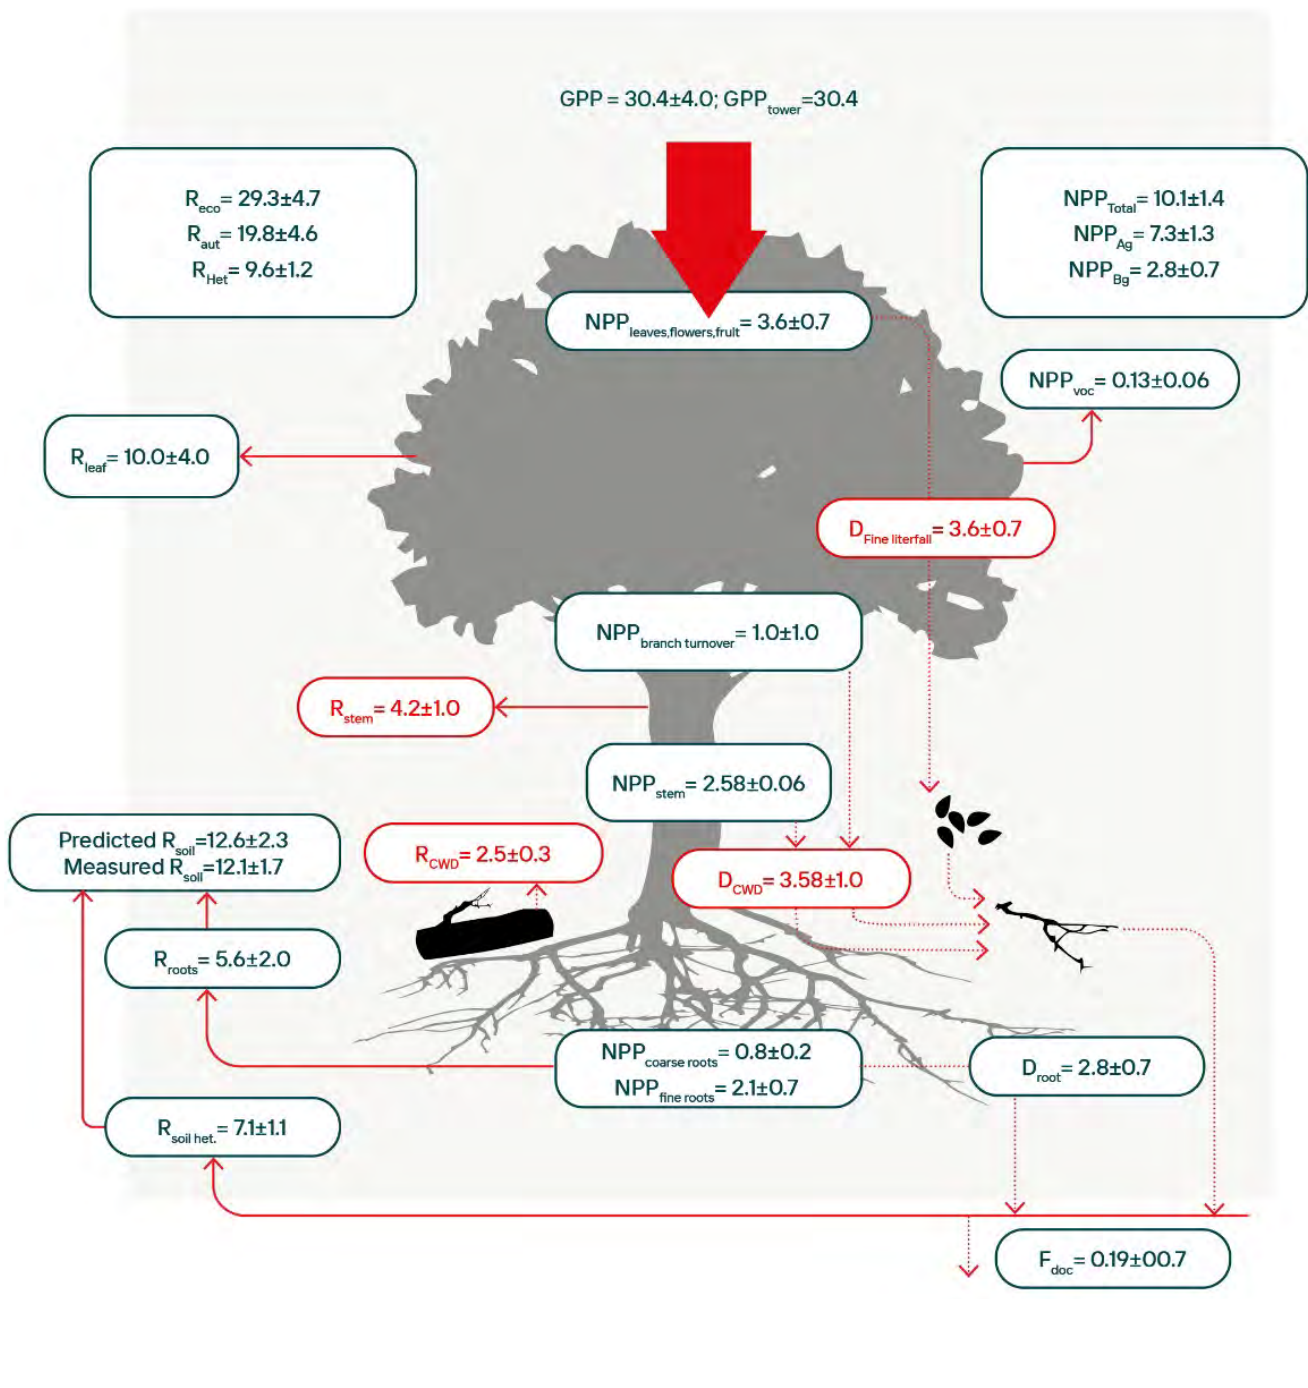 GPP = 30.4±4.0; GPPtower=30.4
Reco= 29.3±4.7
Raut= 19.8±4.6
RHet= 9.6±1.2
NPPTotal= 10.1±1.4
NPPAg= 7.3±1.3
NPPBg= 2.8±0.7
NPPleaves,flowers,fruit= 3.6±0.7
NPPvoc= 0.13±0.06
Rleaf= 10.0±4.0
DFine literfall= 3.6±0.7
NPPbranch turnover= 1.0±1.0
Rstem= 4.2±1.0
NPPstem= 2.58±0.06
Predicted Rsoil=12.6±2.3
Measured Rsoil=12.1±1.7
RCWD= 2.5±0.3
DCWD= 3.58±1.0
Rroots= 5.6±2.0
NPPcoarse roots= 0.8±0.2
NPPfine roots= 2.1±0.7
Droot= 2.8±0.7
Rsoil het.= 7.1±1.1
Fdoc= 0.19±00.7